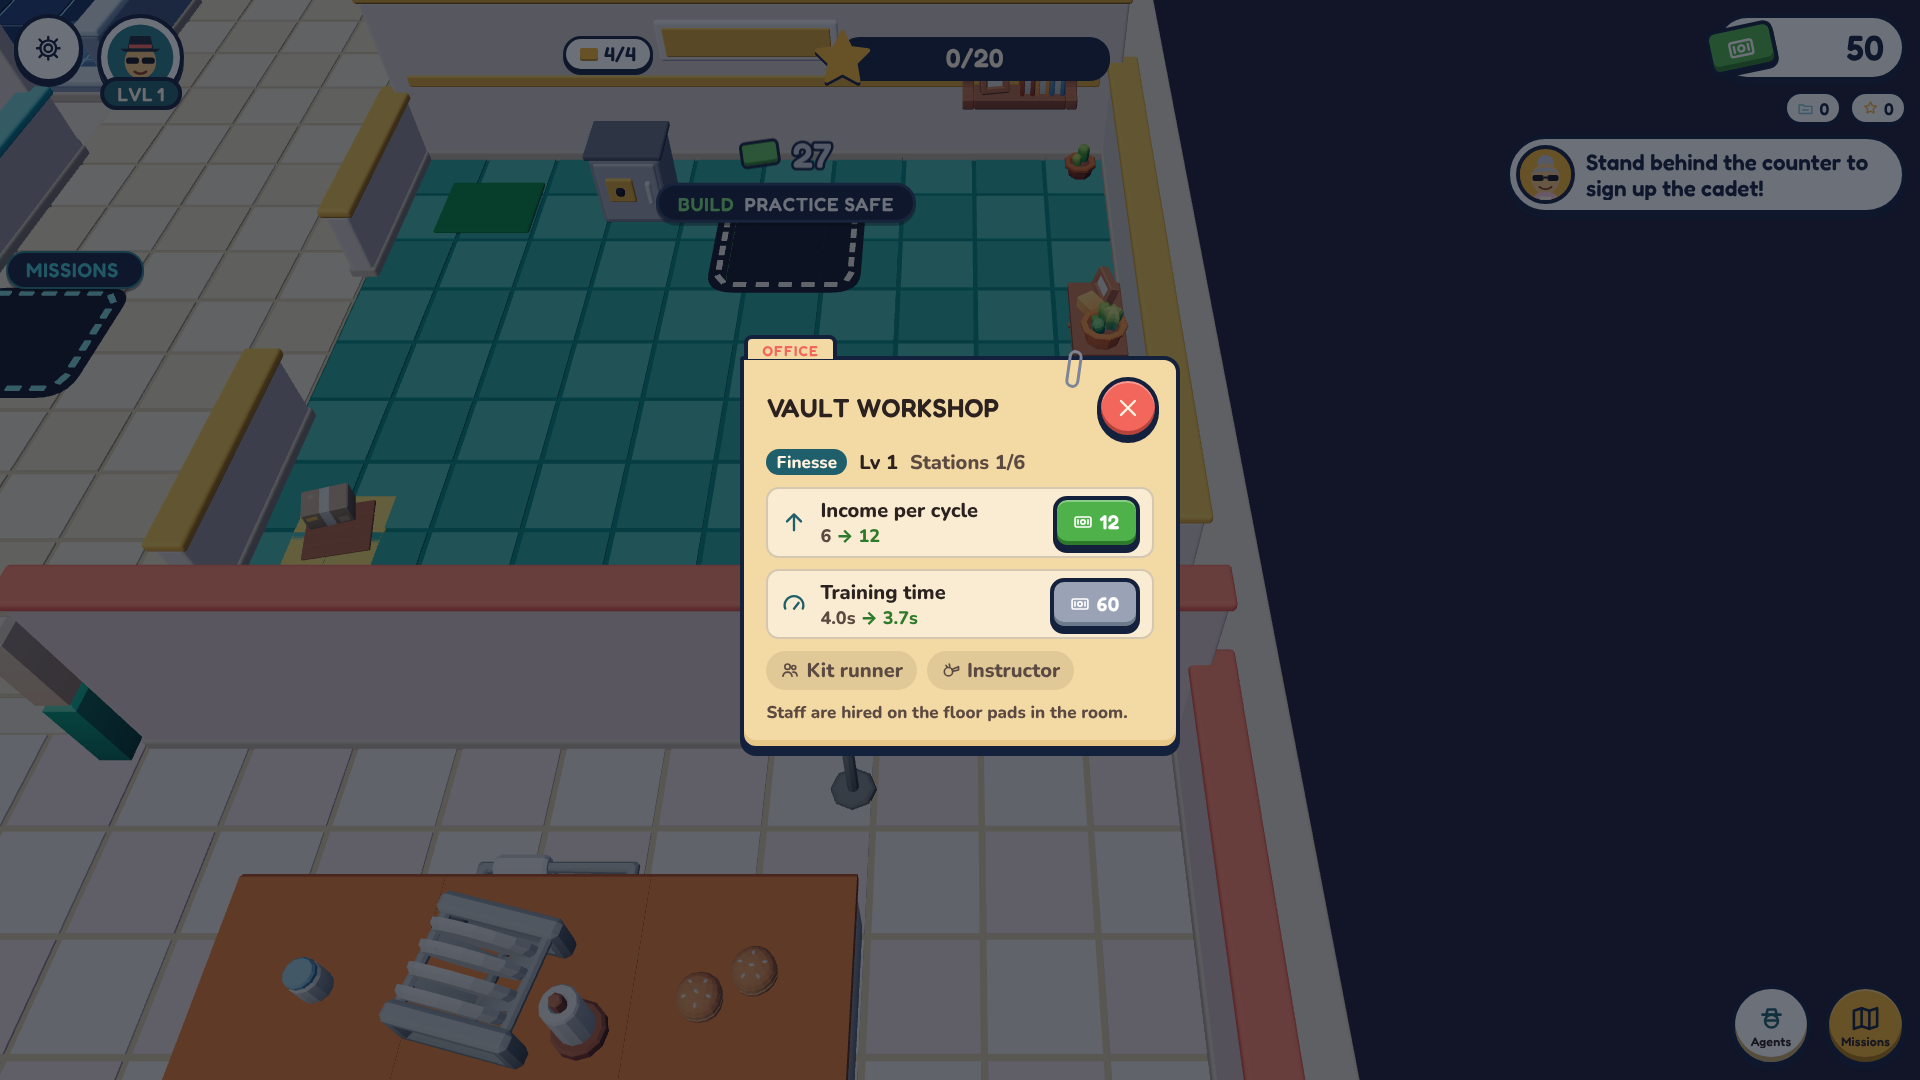 LVL 1
4/4
0/20
50
0
0
Stand behind the counter to
sign up the cadet!
27
BUILD PRACTICE SAFE
MISSIONS
OFFICE
VAULT WORKSHOP
Finesse Lv 1 Stations 1/6
Income per cycle
6 → 12
12
Training time
4.0s → 3.7s
60
Kit runner
Instructor
Staff are hired on the floor pads in the room.
Agents
Missions